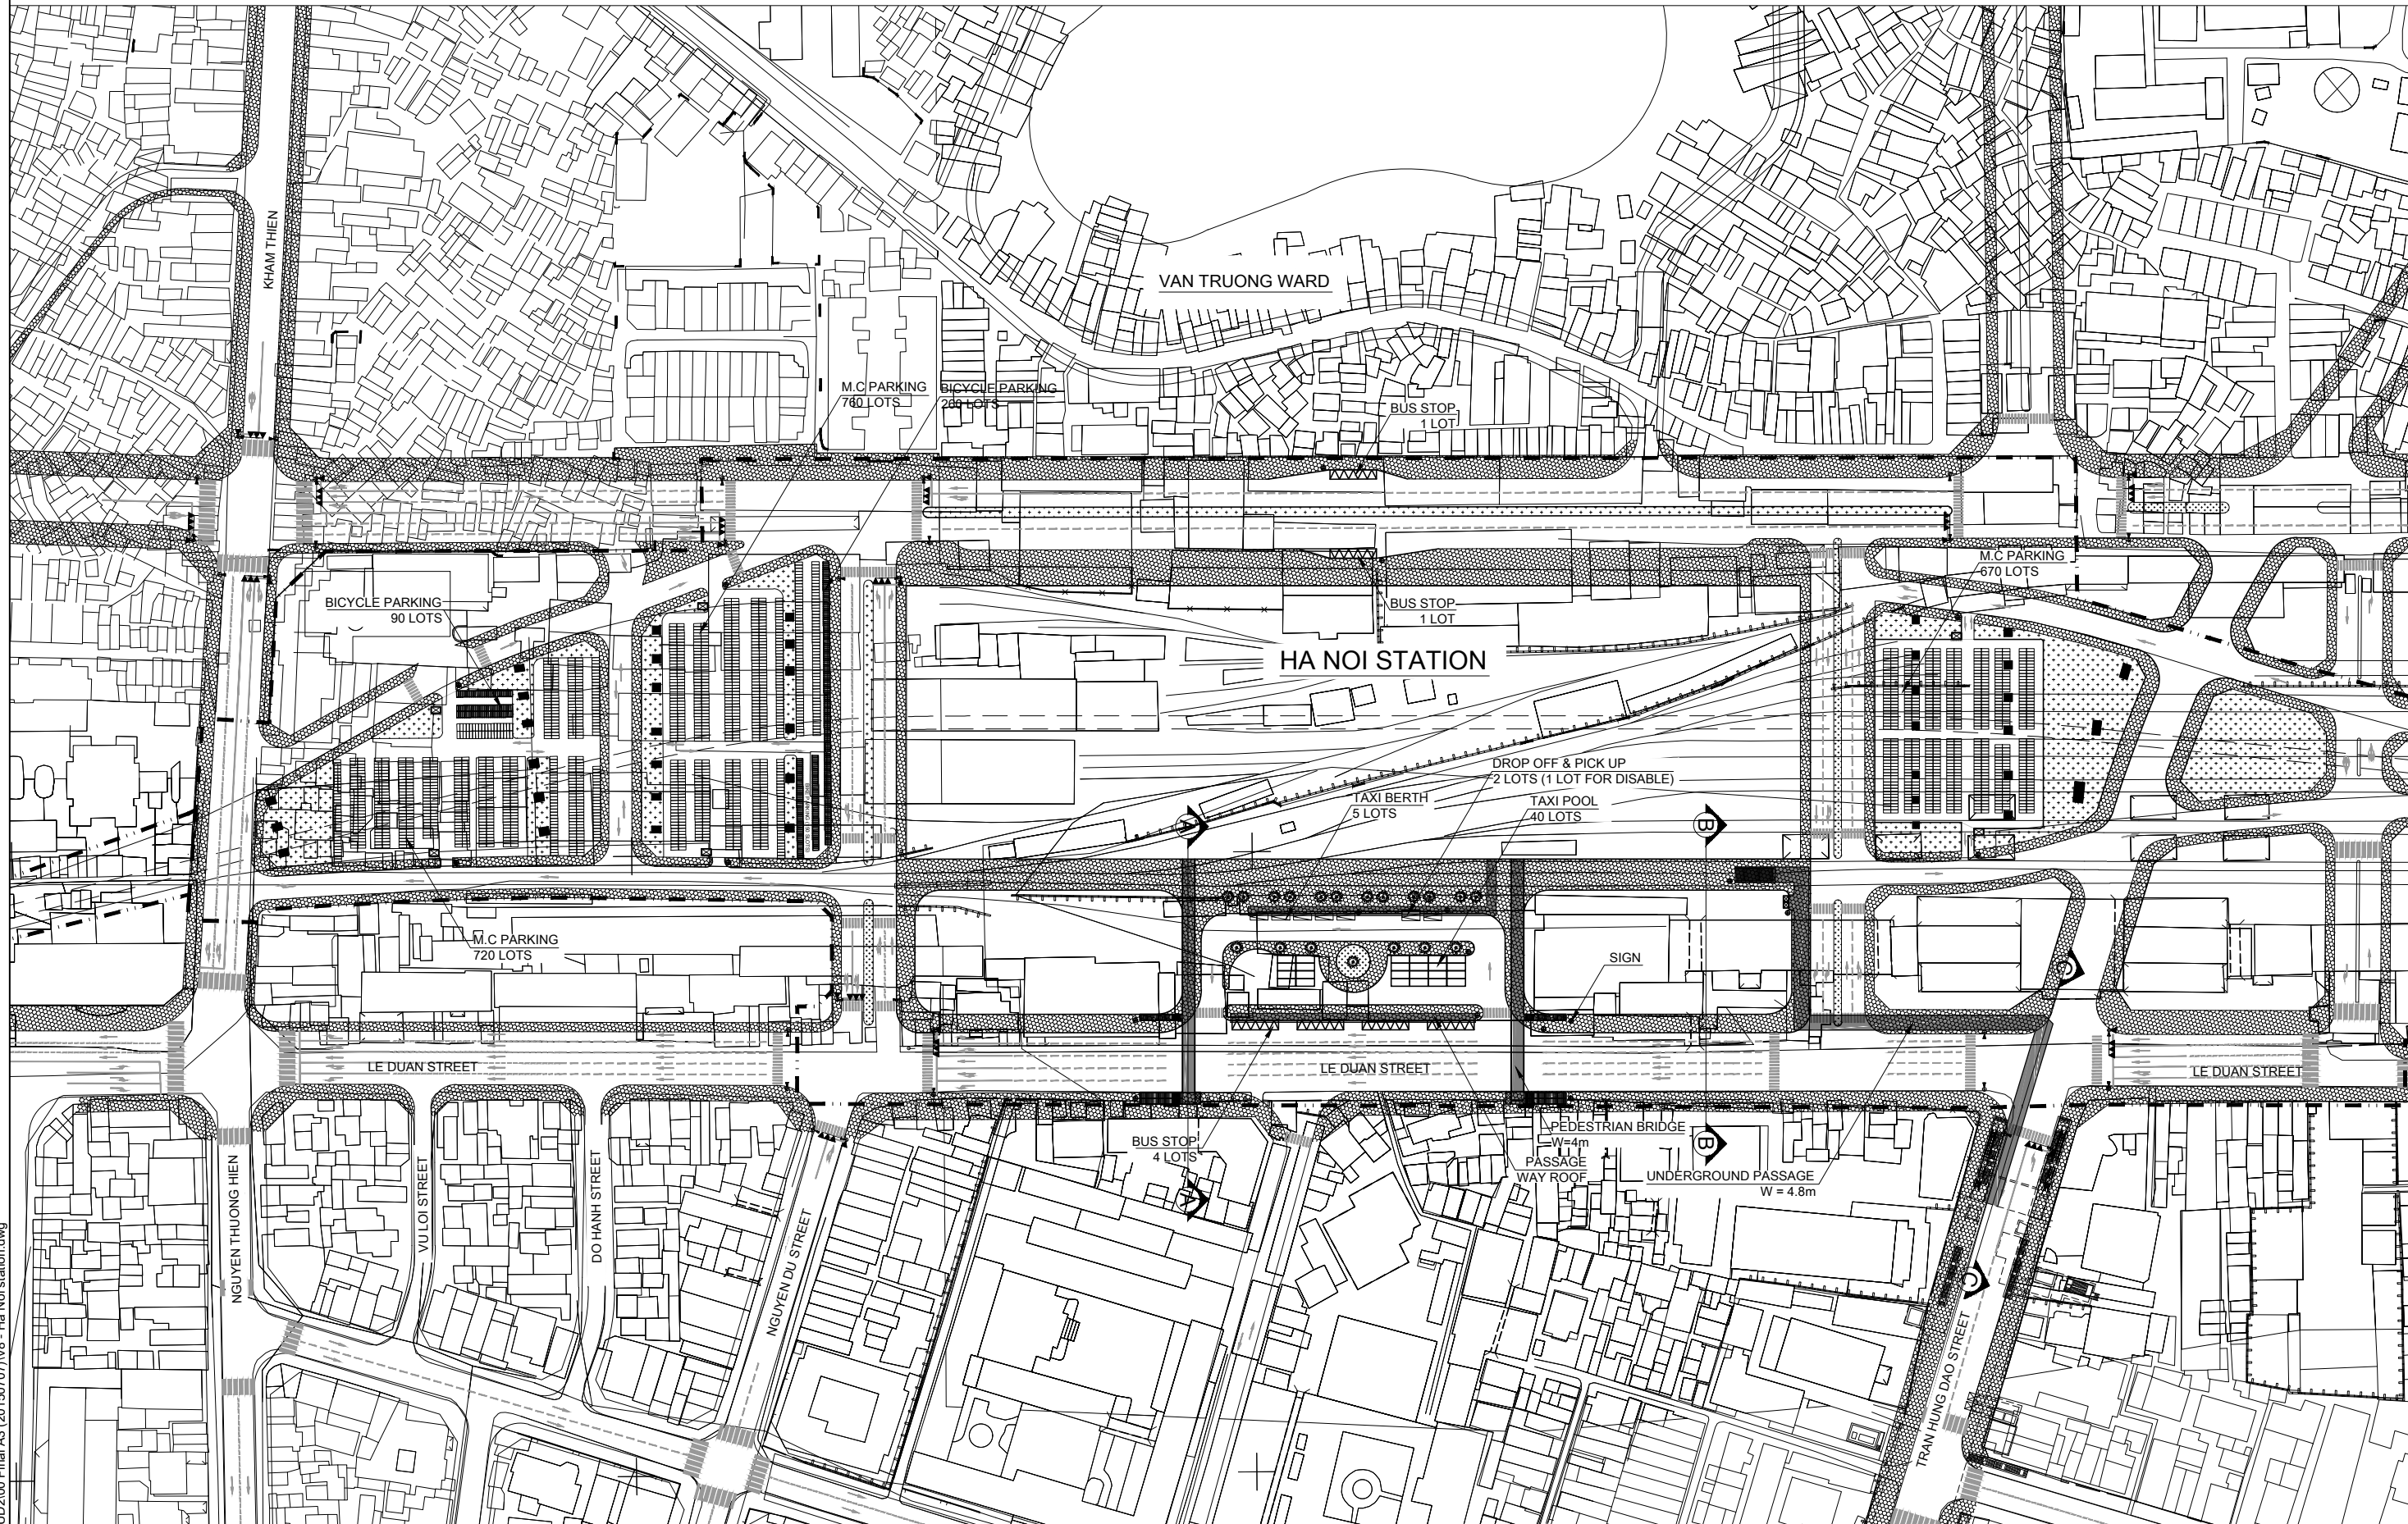 KHAM THIEN
VAN TRUONG WARD
M.C PARKING
760 LOTS
BICYCLE PARKING
200 LOTS
BUS STOP
1 LOT
M.C PARKING
670 LOTS
BICYCLE PARKING
90 LOTS
BUS STOP
1 LOT
HA NOI STATION
DROP OFF & PICK UP
2 LOTS (1 LOT FOR DISABLE)
TAXI BERTH
5 LOTS
TAXI POOL
40 LOTS
A
B
M.C PARKING
720 LOTS
SIGN
C
LE DUAN STREET
LE DUAN STREET
LE DUAN STREET
BUS STOP
4 LOTS
PEDESTRIAN BRIDGE
W=4m
PASSAGE
WAY ROOF
UNDERGROUND PASSAGE
W = 4.8m
A
B
C
NGUYEN THUONG HIEN
VU LOI STREET
DO HANH STREET
NGUYEN DU STREET
TRAN HUNG DAO STREET